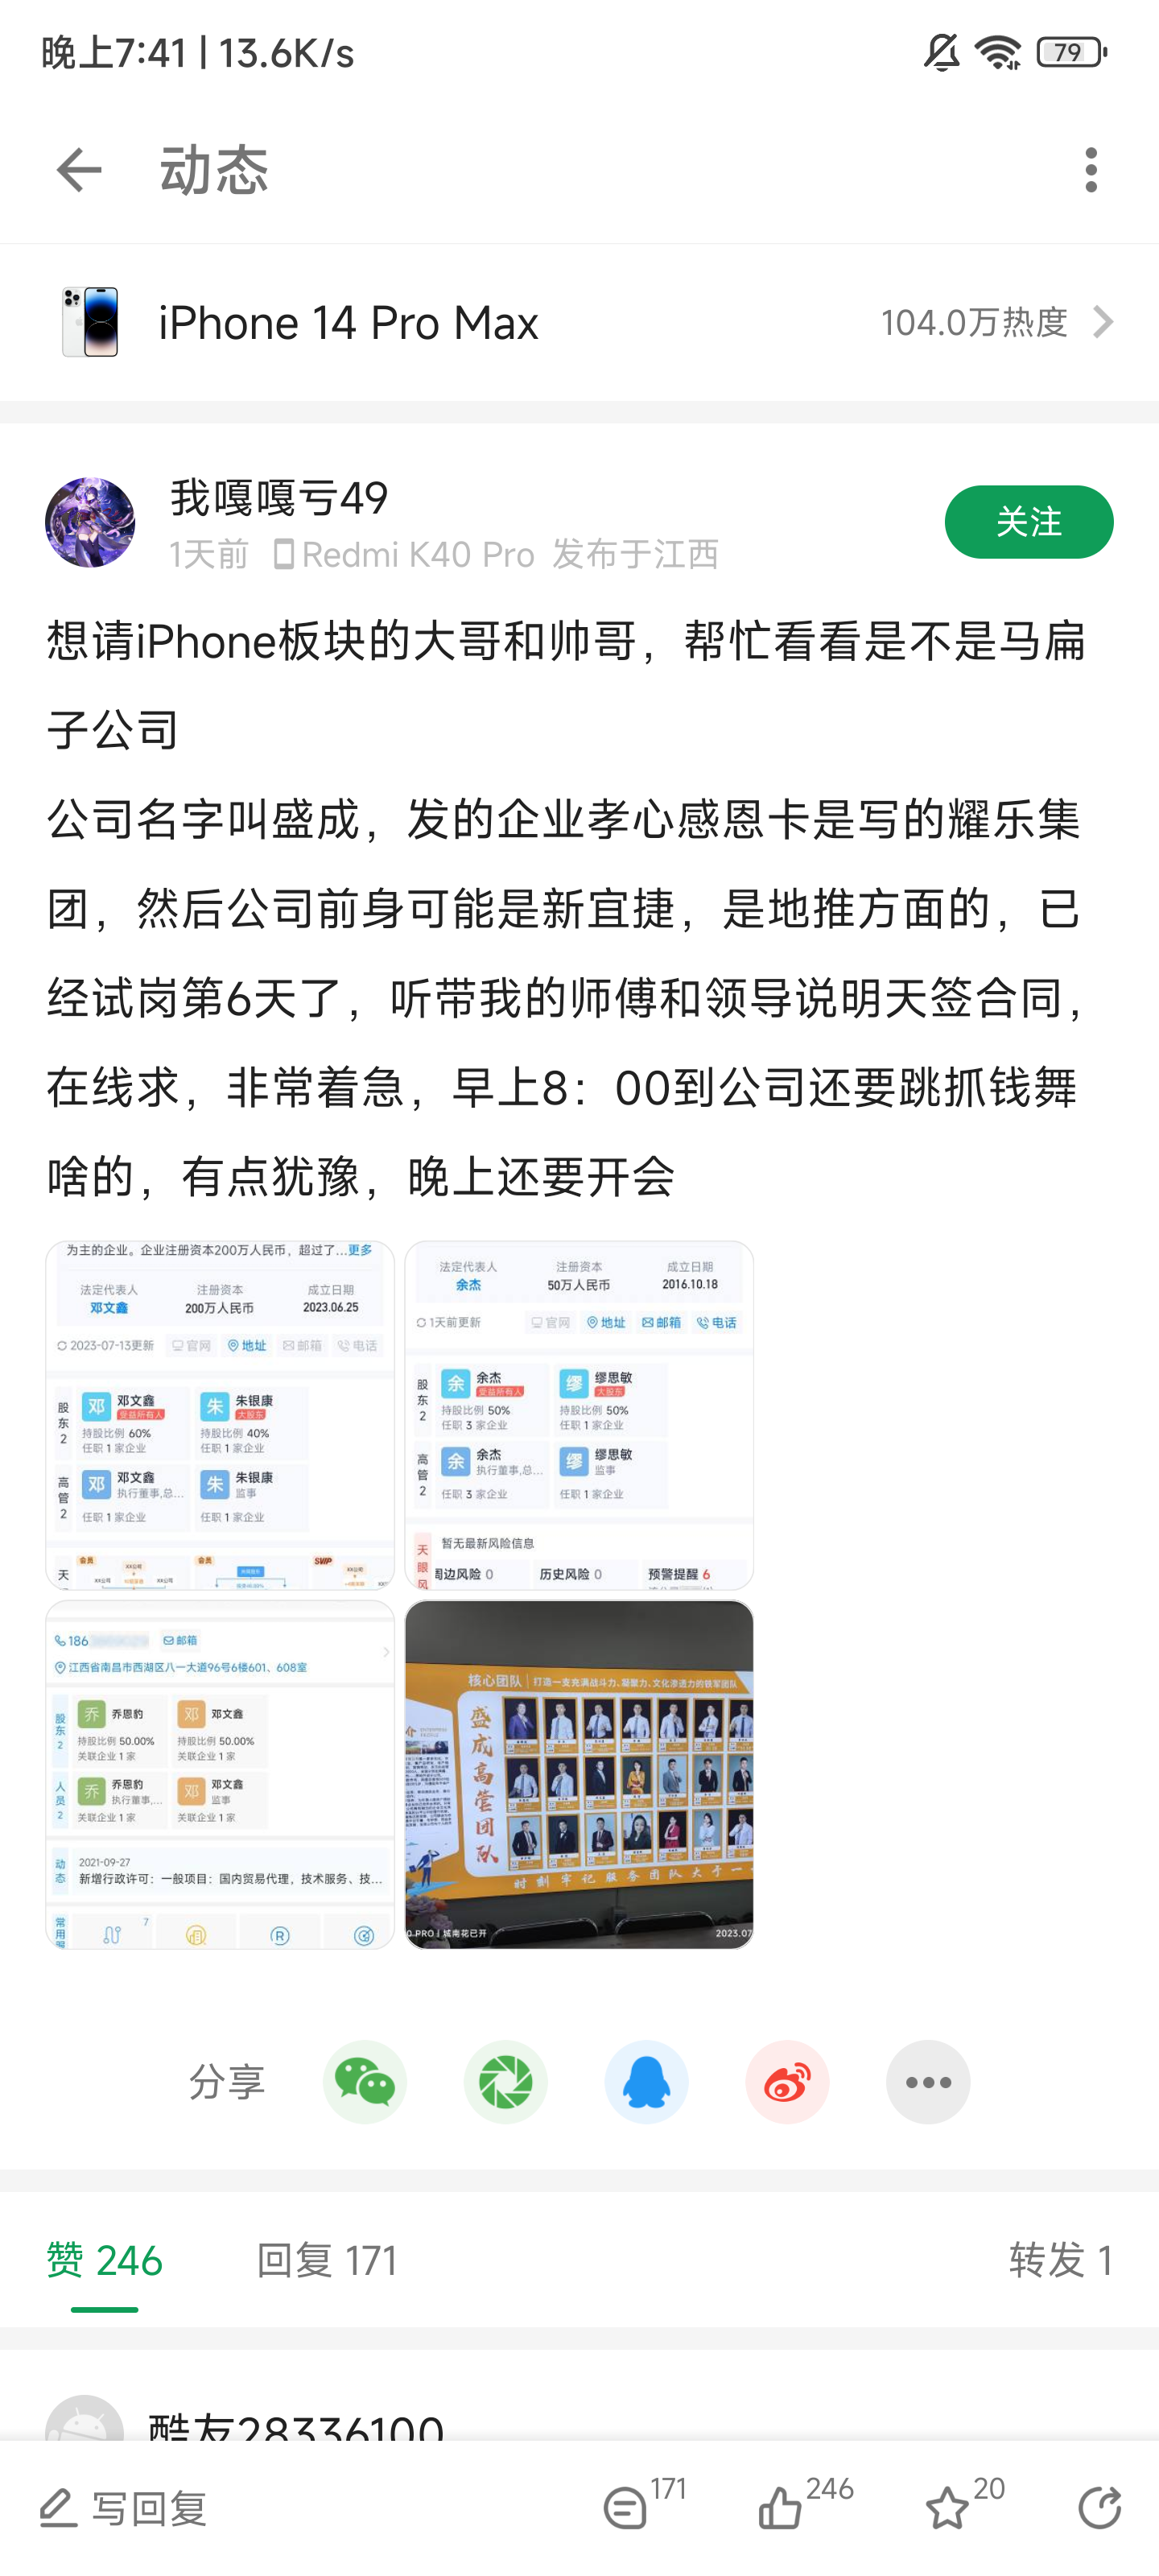 晚上7:41 | 13.6K/s
79
动态
iPhone 14 Pro Max
104.0万热度
我嘎嘎亏49
关注
1天前 Redmi K40 Pro 发布于江西
想请iPhone板块的大哥和帅哥，帮忙看看是不是马扁
子公司
公司名字叫盛成，发的企业孝心感恩卡是写的耀乐集
团，然后公司前身可能是新宜捷，是地推方面的，已
经试岗第6天了，听带我的师傅和领导说明天签合同，
在线求，非常着急，早上8：00到公司还要跳抓钱舞
啥的，有点犹豫，晚上还要开会
为主的企业。企业注册资本200万人民币，超过了...更多
法定代表人 注册资本 成立日期
邓文鑫 200万人民币 2023.06.25
2023-07-13更新 官网 地址 邮箱 电话
股东2
邓 邓文鑫 受益所有人
持股比例 60%
任职 1 家企业
朱 朱银康 大股东
持股比例 40%
任职 1 家企业
高管2
邓 邓文鑫
执行董事,总...
任职 1 家企业
朱 朱银康
监事
任职 1 家企业
天
会员
会员
SVIP
法定代表人 注册资本 成立日期
余杰 50万人民币 2016.10.18
1天前更新 官网 地址 邮箱 电话
股东2
余 余杰 受益所有人
持股比例 50%
任职 3 家企业
缪 缪思敏 大股东
持股比例 50%
任职 1 家企业
高管2
余 余杰
执行董事,总...
任职 3 家企业
缪 缪思敏
监事
任职 1 家企业
天眼风
暂无最新风险信息
周边风险 0 历史风险 0 预警提醒 6
186 邮箱
江西省南昌市西湖区八一大道96号6楼601、608室
股东2
乔 乔恩豹
持股比例 50.00%
关联企业 1 家
邓 邓文鑫
持股比例 50.00%
关联企业 1 家
人员2
乔 乔恩豹
执行董事,...
关联企业 1 家
邓 邓文鑫
监事
关联企业 1 家
动态
2021-09-27
新增行政许可：一般项目：国内贸易代理，技术服务、技...
常用服
7
R
核心团队 打造一支充满战斗力、凝聚力、文化渗透力的铁军团队
介
盛成高管团队
时刻牢记服务团队大于一
O PRO | 城南花已开
2023.07
分享
赞 246
回复 171
转发 1
酷友28336100
写回复
171
246
20